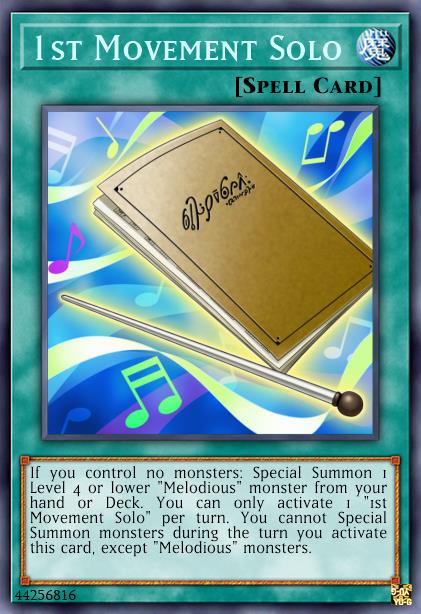 1st Movement Solo
魔
[Spell Card]
If you control no monsters: Special Summon 1
Level 4 or lower "Melodious" monster from your
hand or Deck. You can only activate 1 "1st
Movement Solo" per turn. You cannot Special
Summon monsters during the turn you activate
this card, except "Melodious" monsters.
44256816